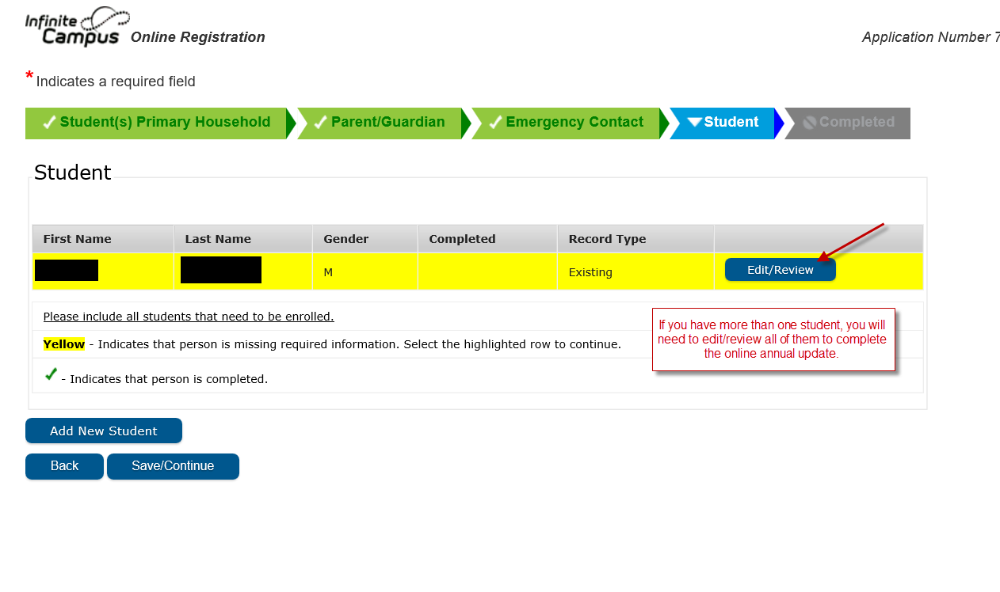 Infinite Campus Online Registration
Application Number 7
* Indicates a required field
Student(s) Primary Household
Parent/Guardian
Emergency Contact
Student
Completed
Student
First Name Last Name Gender Completed Record Type
M Existing Edit/Review
Please include all students that need to be enrolled.
Yellow - Indicates that person is missing required information. Select the highlighted row to continue.
- Indicates that person is completed.
If you have more than one student, you will
need to edit/review all of them to complete
the online annual update.
Add New Student
Back Save/Continue